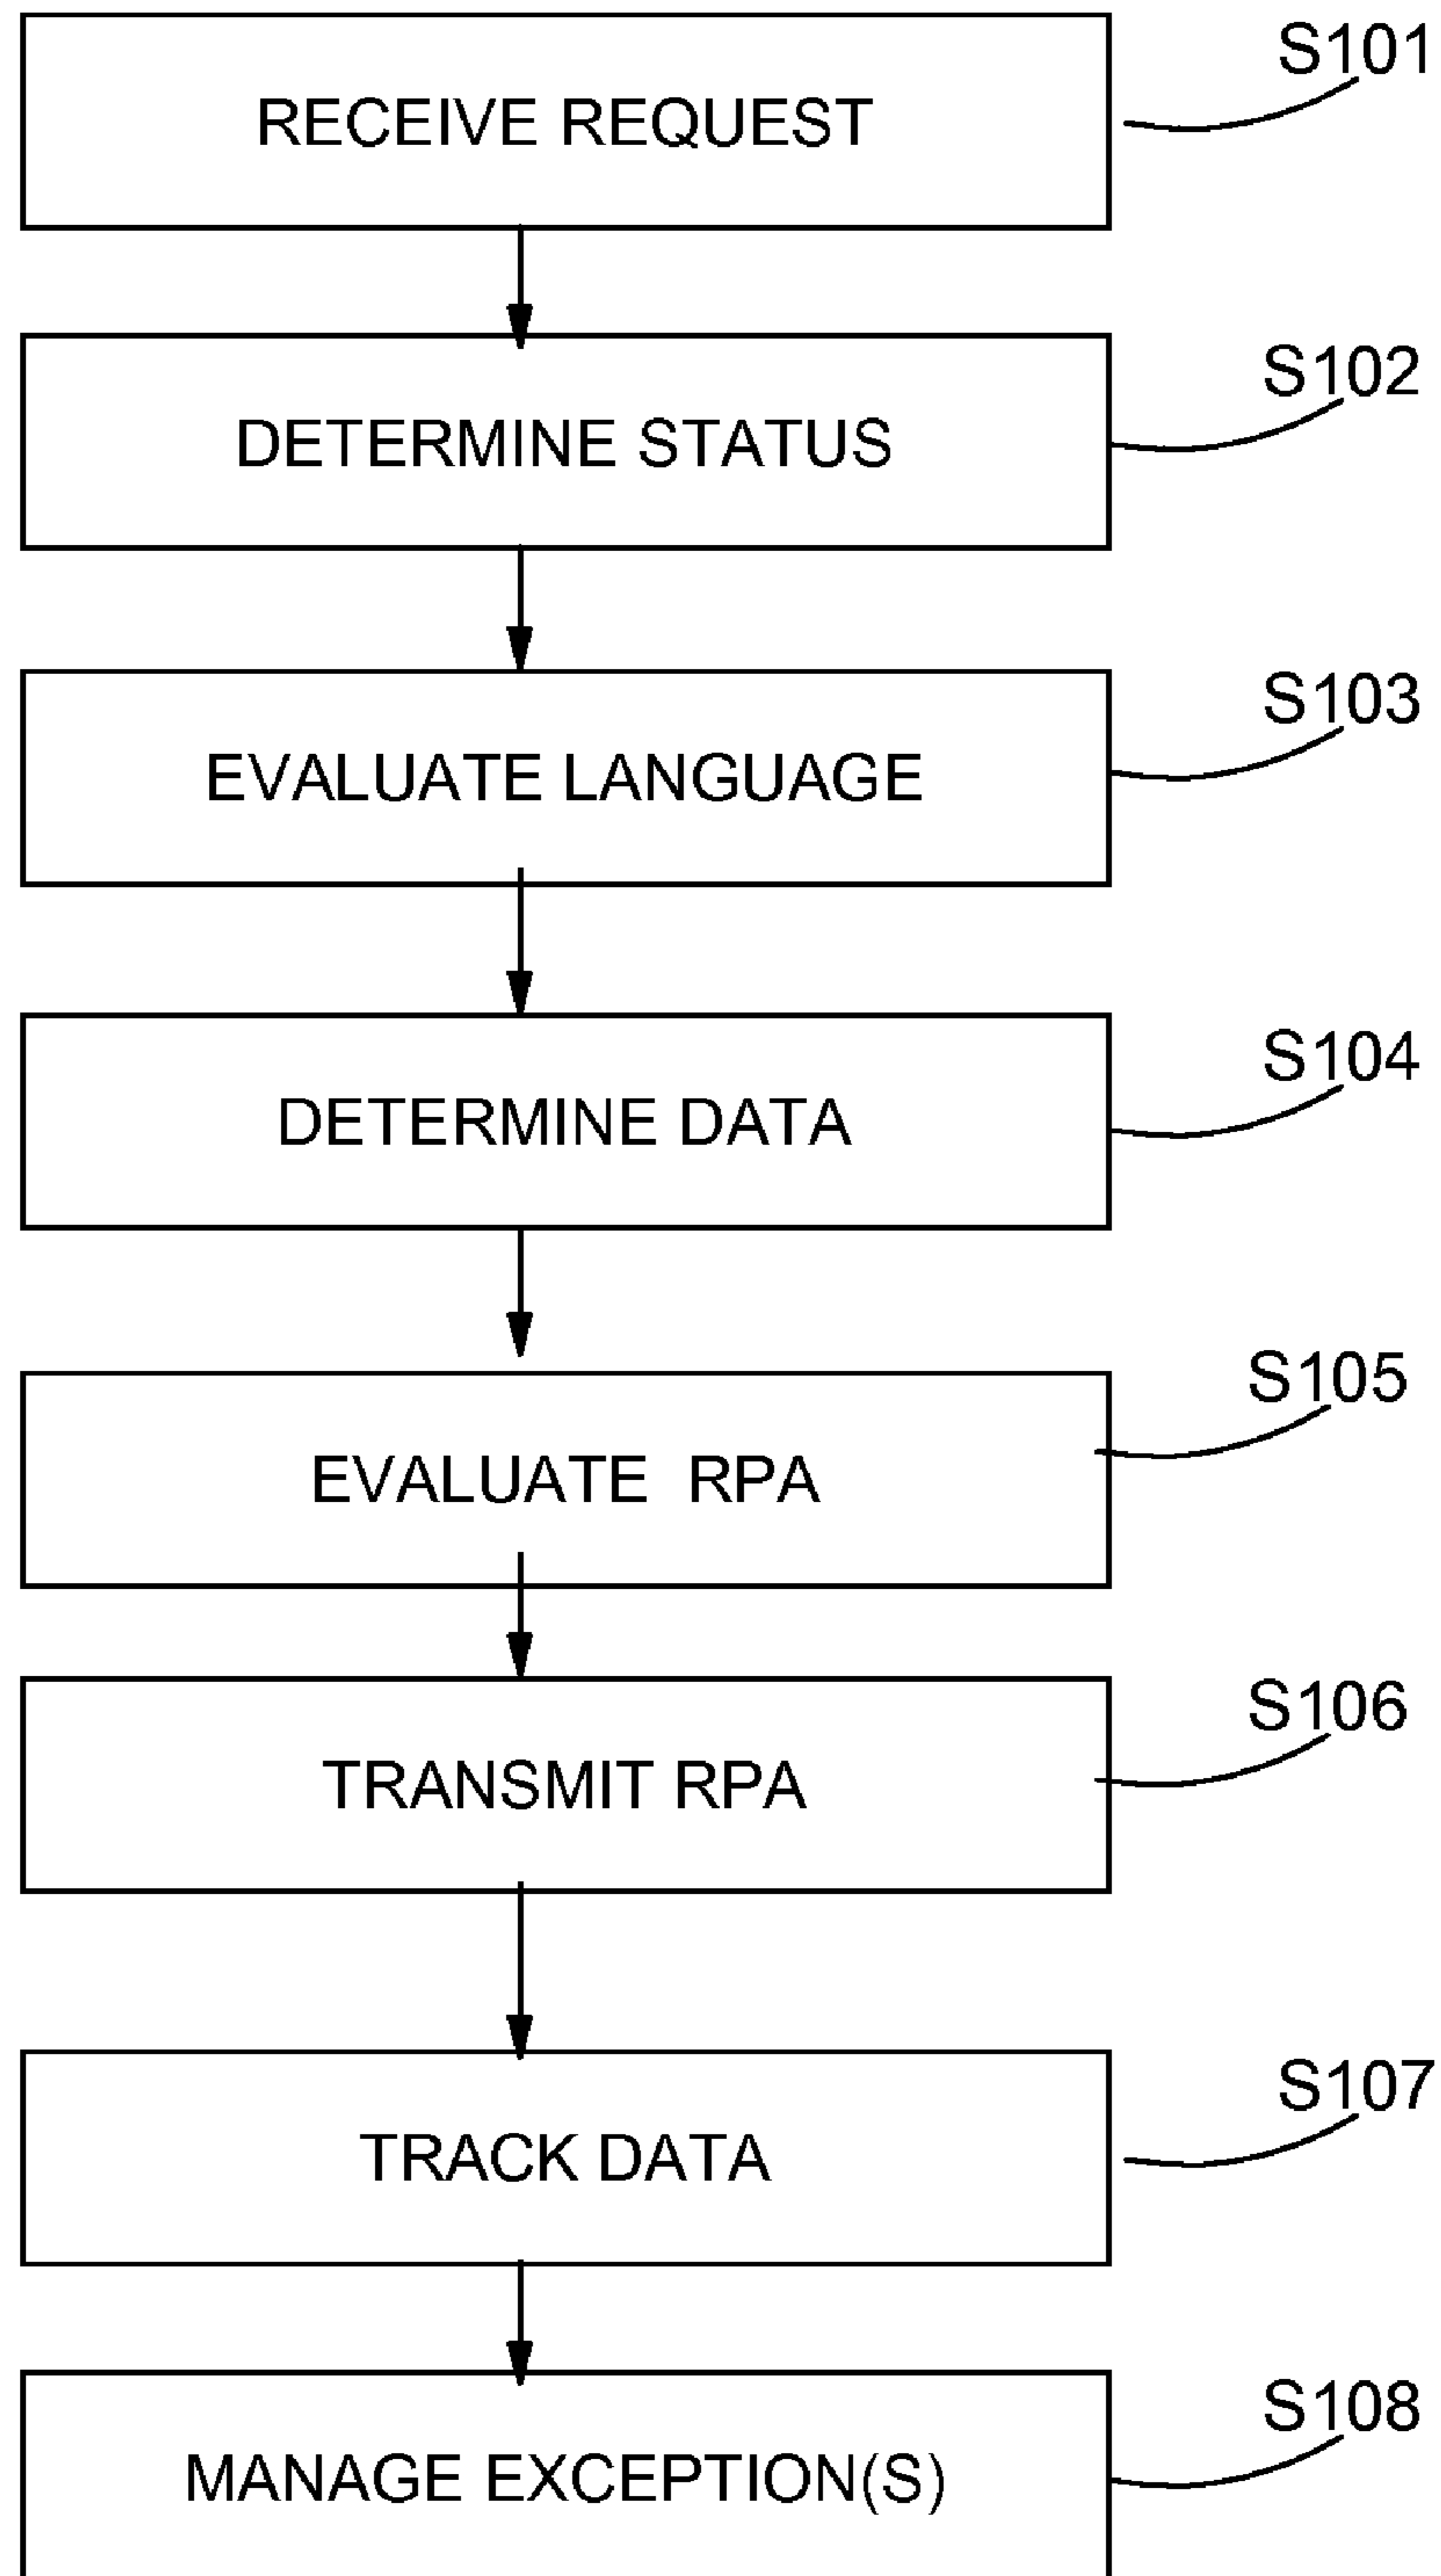 S101
RECEIVE REQUEST
S102
DETERMINE STATUS
S103
EVALUATE LANGUAGE
S104
DETERMINE DATA
S105
EVALUATE RPA
S106
TRANSMIT RPA
S107
TRACK DATA
S108
MANAGE EXCEPTION(S)